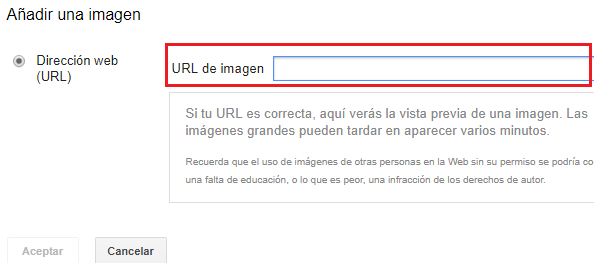 Añadir una imagen
Dirección web
(URL)
URL de imagen
Si tu URL es correcta, aquí verás la vista previa de una imagen. Las
imágenes grandes pueden tardar en aparecer varios minutos.
Recuerda que el uso de imágenes de otras personas en la Web sin su permiso se podría co
una falta de educación, o lo que es peor, una infracción de los derechos de autor.
Aceptar
Cancelar